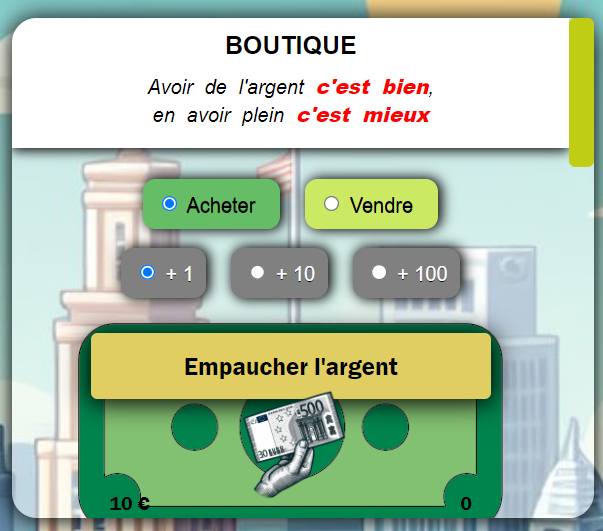 BOUTIQUE
Avoir de l'argent c'est bien,
en avoir plein c'est mieux
Acheter
Vendre
+ 1
+ 10
+ 100
Empaucher l'argent
500
10 €
0